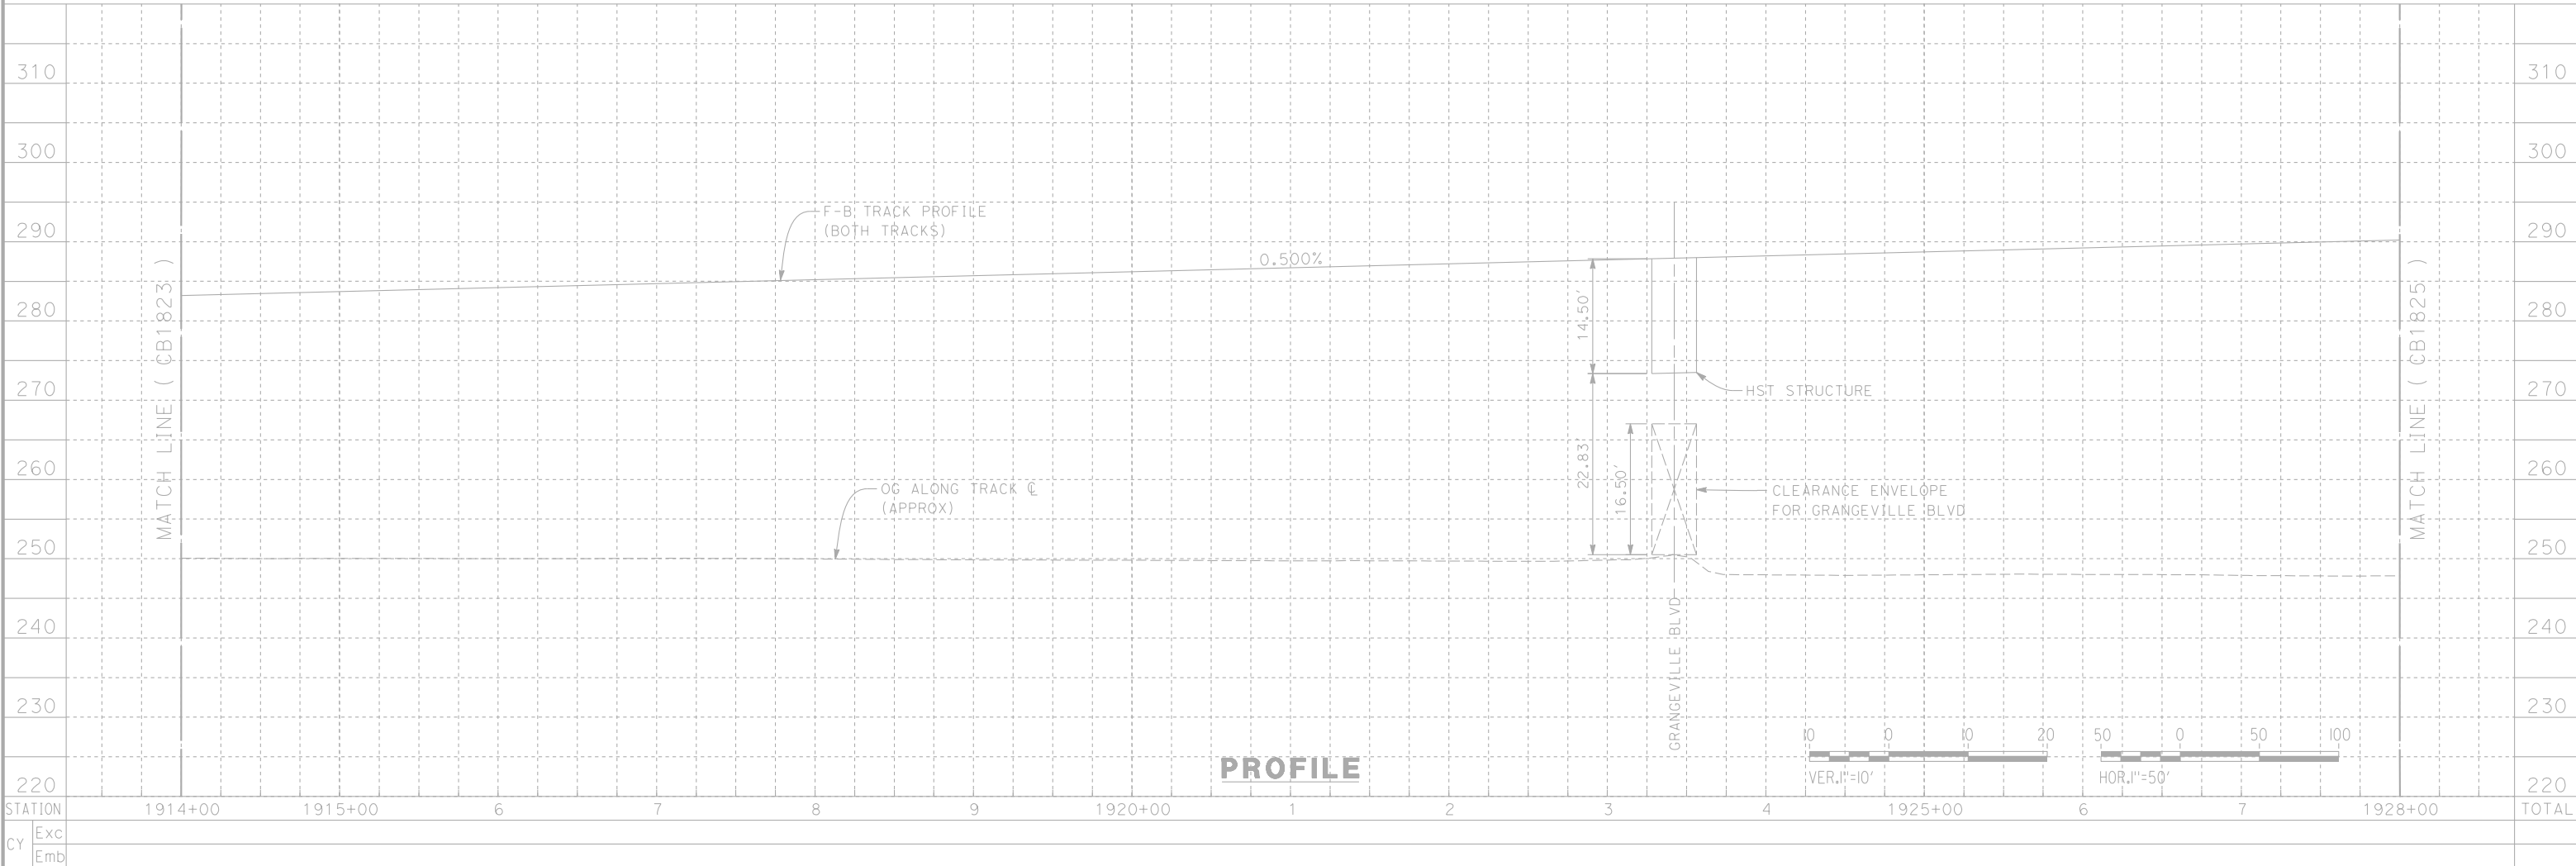 310 310
300 300
F-B TRACK PROFILE
(BOTH TRACKS)
290 290
0.500%
280 280
14.50'
MATCH LINE ( CB1823 )
MATCH LINE ( CB1825 )
270 270
HST STRUCTURE
22.83'
16.50'
260 260
OG ALONG TRACK ℄
(APPROX)
CLEARANCE ENVELOPE
FOR GRANGEVILLE BLVD
250 250
240 240
GRANGEVILLE BLVD
230 230
10 0 10 20
VER.1"=10'
50 0 50 100
HOR.1"=50'
PROFILE
220 220
STATION 1914+00 1915+00 6 7 8 9 1920+00 1 2 3 4 1925+00 6 7 1928+00 TOTAL
CY
Exc
Emb